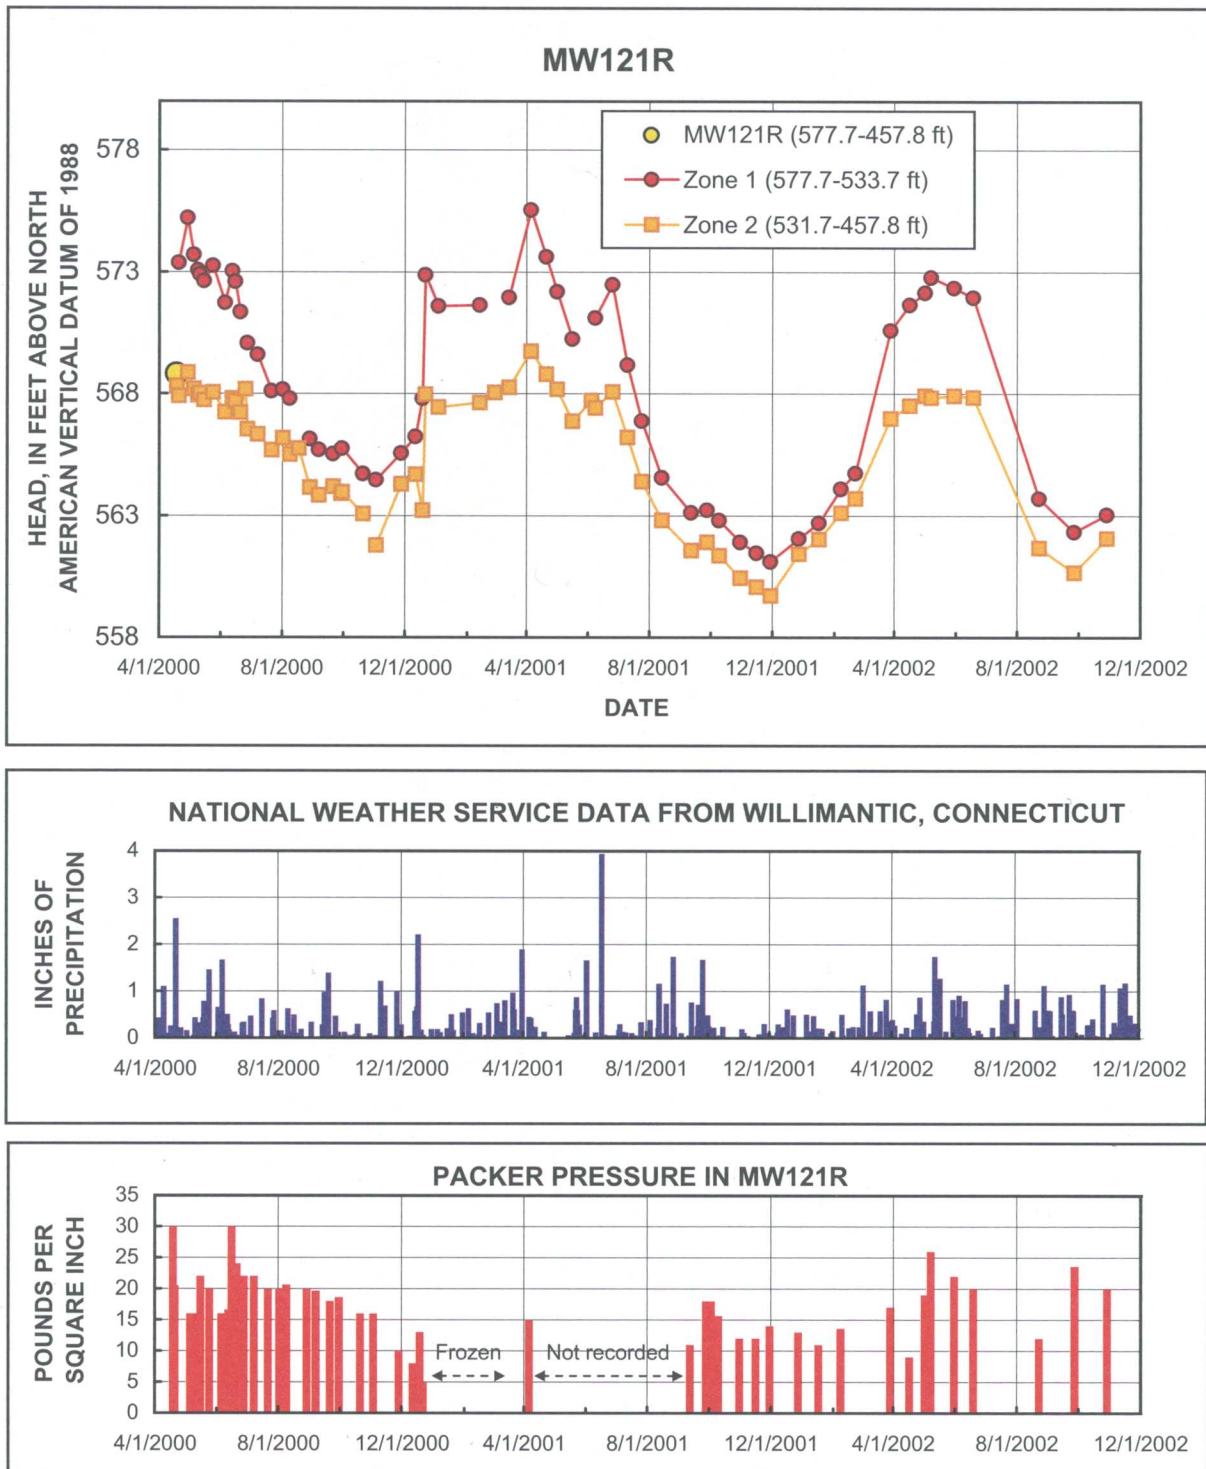 MW121R
HEAD, IN FEET ABOVE NORTH
AMERICAN VERTICAL DATUM OF 1988
578
573
568
563
558
MW121R (577.7-457.8 ft)
Zone 1 (577.7-533.7 ft)
Zone 2 (531.7-457.8 ft)
4/1/2000 8/1/2000 12/1/2000 4/1/2001 8/1/2001 12/1/2001 4/1/2002 8/1/2002 12/1/2002
DATE
NATIONAL WEATHER SERVICE DATA FROM WILLIMANTIC, CONNECTICUT
INCHES OF
PRECIPITATION
4
3
2
1
0
4/1/2000 8/1/2000 12/1/2000 4/1/2001 8/1/2001 12/1/2001 4/1/2002 8/1/2002 12/1/2002
PACKER PRESSURE IN MW121R
POUNDS PER
SQUARE INCH
35
30
25
20
15
10
5
0
Frozen
Not recorded
4/1/2000 8/1/2000 12/1/2000 4/1/2001 8/1/2001 12/1/2001 4/1/2002 8/1/2002 12/1/2002